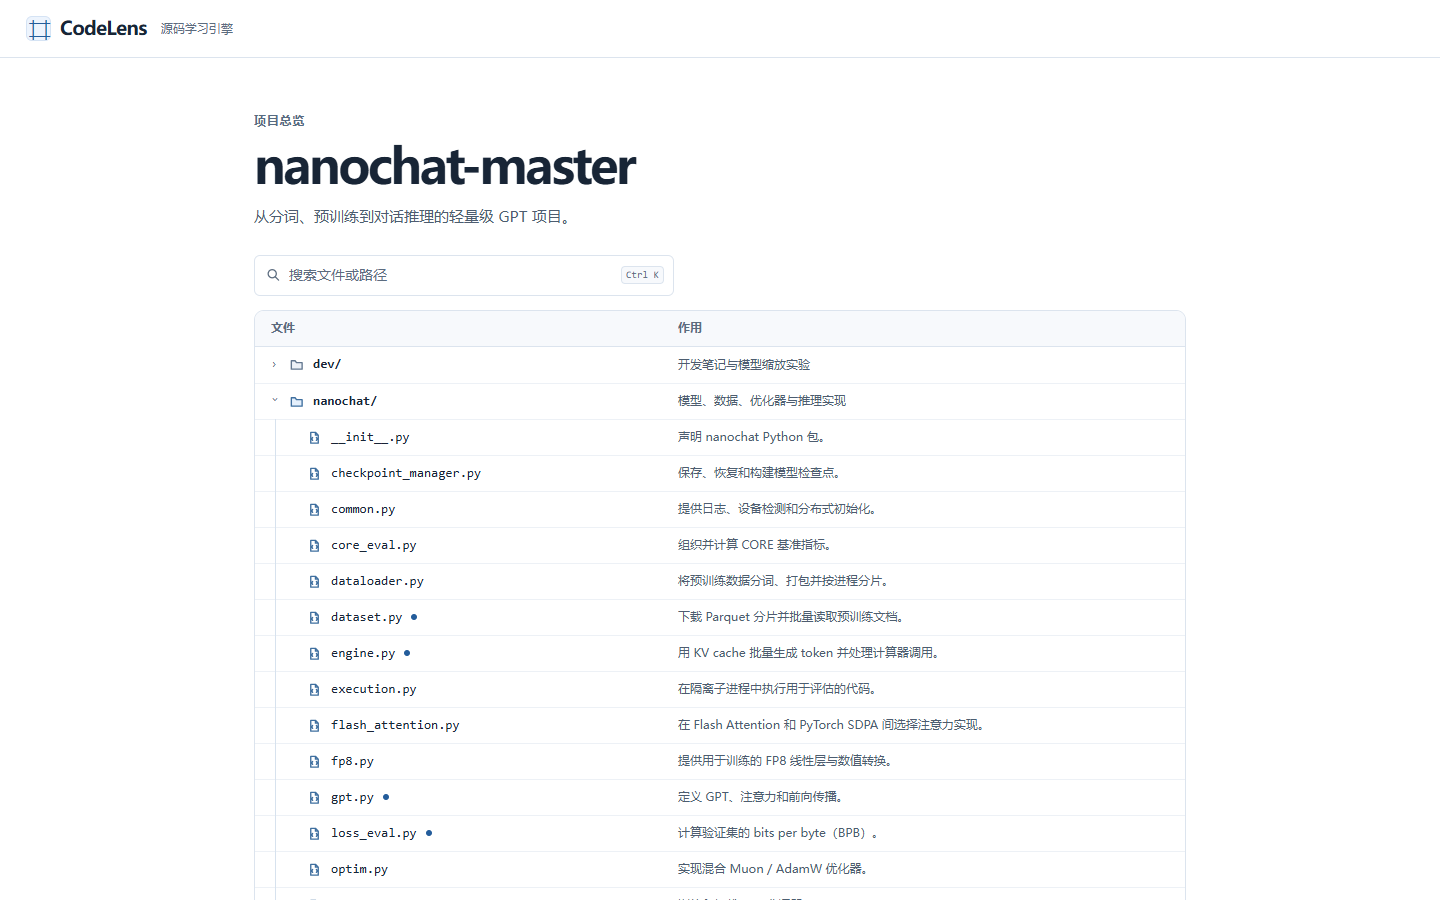 CodeLens 源码学习引擎
项目总览
nanochat-master
从分词、预训练到对话推理的轻量级 GPT 项目。
搜索文件或路径 Ctrl K
文件 作用
dev/ 开发笔记与模型缩放实验
nanochat/ 模型、数据、优化器与推理实现
__init__.py 声明 nanochat Python 包。
checkpoint_manager.py 保存、恢复和构建模型检查点。
common.py 提供日志、设备检测和分布式初始化。
core_eval.py 组织并计算 CORE 基准指标。
dataloader.py 将预训练数据分词、打包并按进程分片。
dataset.py 下载 Parquet 分片并批量读取预训练文档。
engine.py 用 KV cache 批量生成 token 并处理计算器调用。
execution.py 在隔离子进程中执行用于评估的代码。
flash_attention.py 在 Flash Attention 和 PyTorch SDPA 间选择注意力实现。
fp8.py 提供用于训练的 FP8 线性层与数值转换。
gpt.py 定义 GPT、注意力和前向传播。
loss_eval.py 计算验证集的 bits per byte（BPB）。
optim.py 实现混合 Muon / AdamW 优化器。